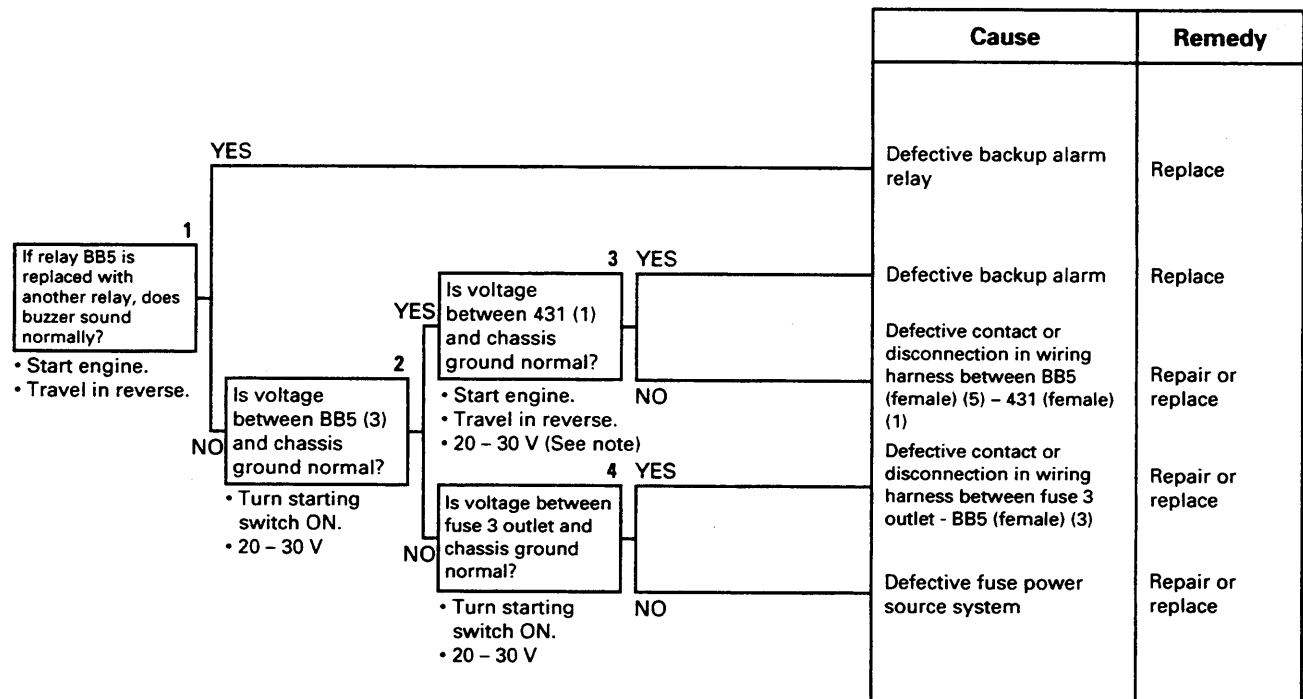 Cause Remedy
YES
Defective backup alarm
relay
Replace
1
If relay BB5 is
replaced with
another relay, does
buzzer sound
normally?
• Start engine.
• Travel in reverse.
NO
2
Is voltage
between BB5 (3)
and chassis
ground normal?
• Turn starting
switch ON.
• 20 – 30 V
YES
3
Is voltage
between 431 (1)
and chassis
ground normal?
• Start engine.
• Travel in reverse.
• 20 – 30 V (See note)
YES
Defective backup alarm
Replace
NO
Defective contact or
disconnection in wiring
harness between BB5
(female) (5) – 431 (female)
(1)
Repair or
replace
NO
4
Is voltage between
fuse 3 outlet and
chassis ground
normal?
• Turn starting
switch ON.
• 20 – 30 V
YES
Defective contact or
disconnection in wiring
harness between fuse 3
outlet - BB5 (female) (3)
Repair or
replace
NO
Defective fuse power
source system
Repair or
replace